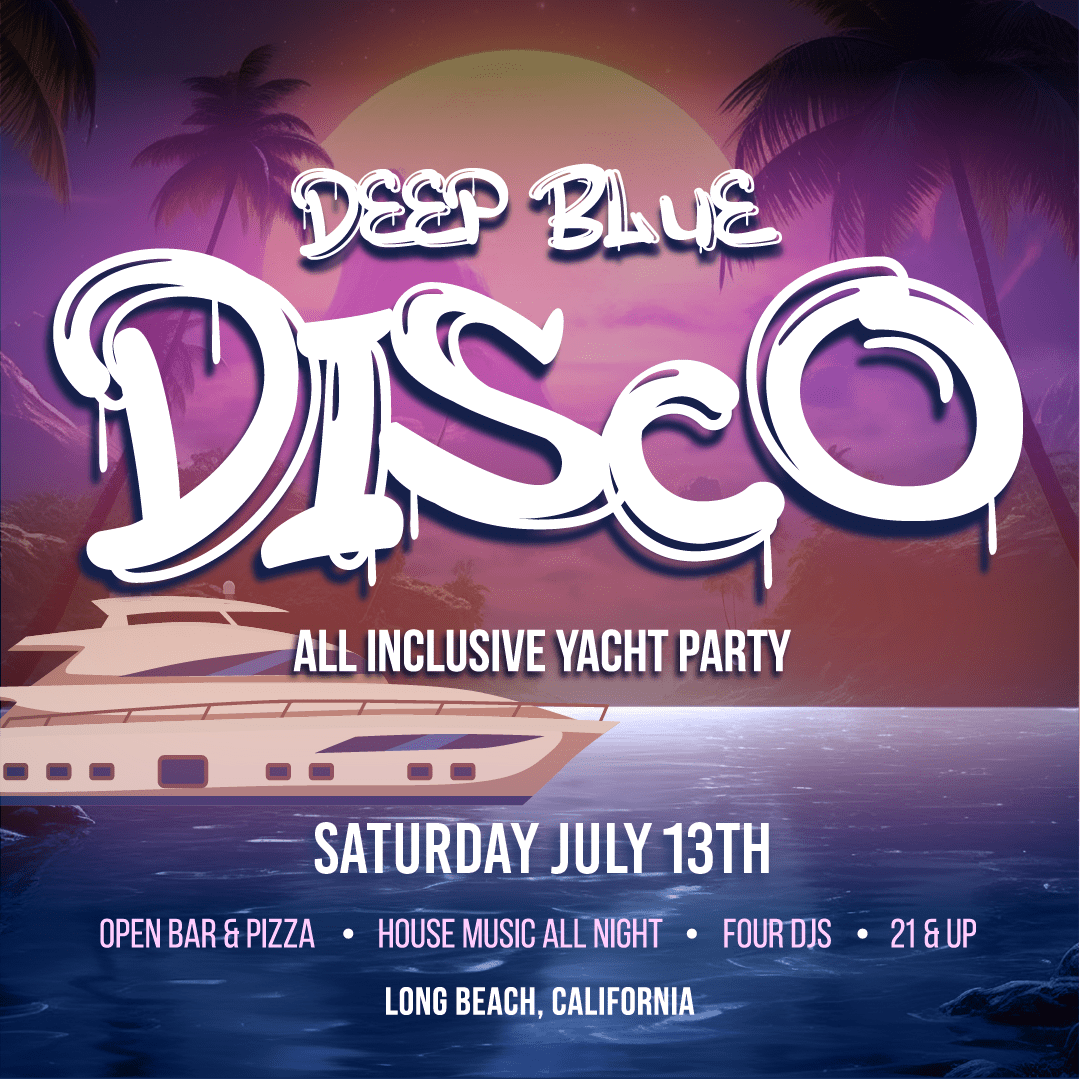 DEEP BLUE
DISCO
ALL INCLUSIVE YACHT PARTY
SATURDAY JULY 13TH
OPEN BAR & PIZZA • HOUSE MUSIC ALL NIGHT • FOUR DJS • 21 & UP
LONG BEACH, CALIFORNIA